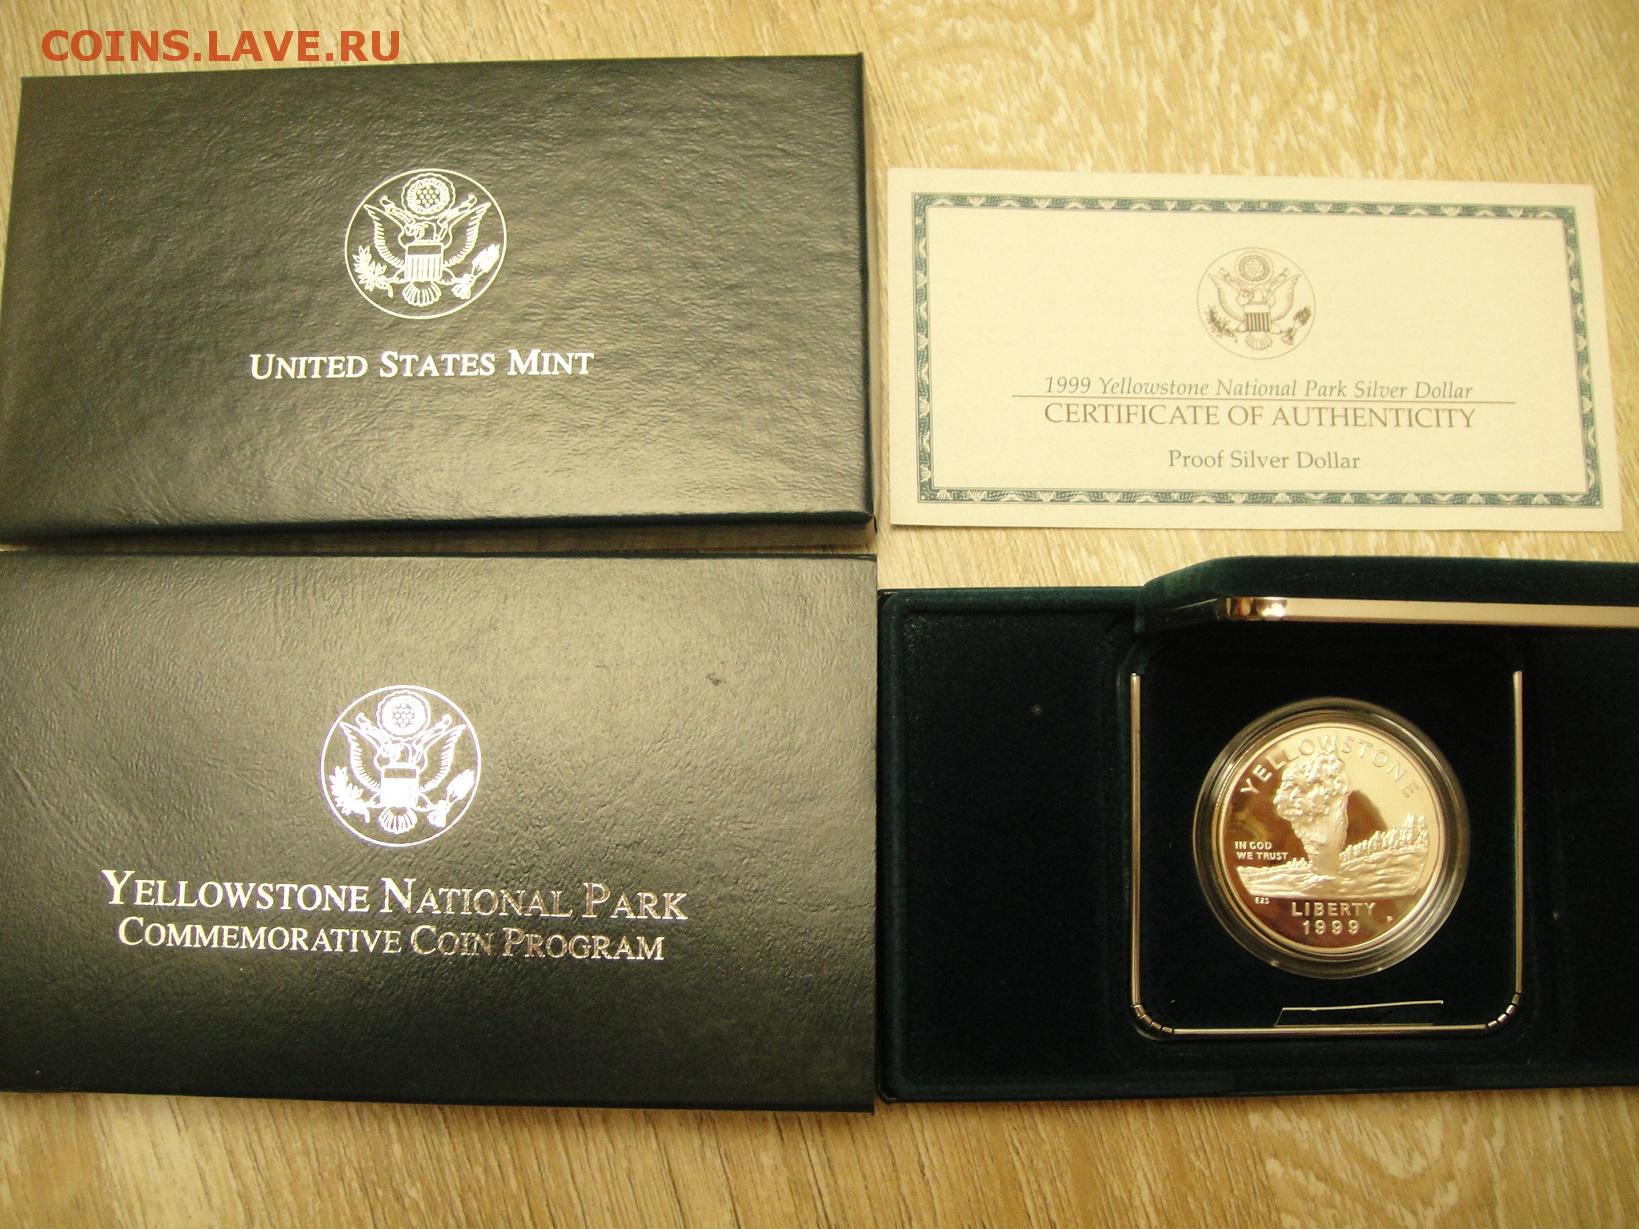 COINS.LAVE.RU
UNITED STATES MINT
1999 Yellowstone National Park Silver Dollar
CERTIFICATE OF AUTHENTICITY
Proof Silver Dollar
YELLOWSTONE NATIONAL PARK
COMMEMORATIVE COIN PROGRAM
YELLOWSTONE
IN GOD
WE TRUST
LIBERTY
P
1999